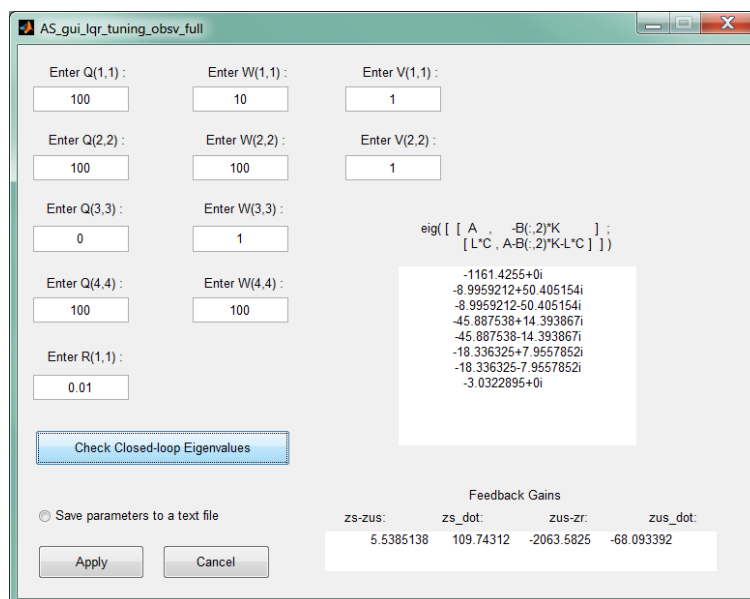 AS_gui_lqr_tuning_obsv_full
Enter Q(1,1) :
Enter W(1,1) :
Enter V(1,1) :
100
10
1
Enter Q(2,2) :
Enter W(2,2) :
Enter V(2,2) :
100
100
1
Enter Q(3,3) :
Enter W(3,3) :
0
1
eig( [ [ A , -B(:,2)*K ] ;
[ L*C , A-B(:,2)*K-L*C ] ] )
Enter Q(4,4) :
Enter W(4,4) :
100
100
-1161.4255+0i
-8.9959212+50.405154i
-8.9959212-50.405154i
-45.887538+14.393867i
-45.887538-14.393867i
-18.336325+7.9557852i
-18.336325-7.9557852i
-3.0322895+0i
Enter R(1,1) :
0.01
Check Closed-loop Eigenvalues
Save parameters to a text file
Apply
Cancel
Feedback Gains
zs-zus: zs_dot: zus-zr: zus_dot:
5.5385138 109.74312 -2063.5825 -68.093392